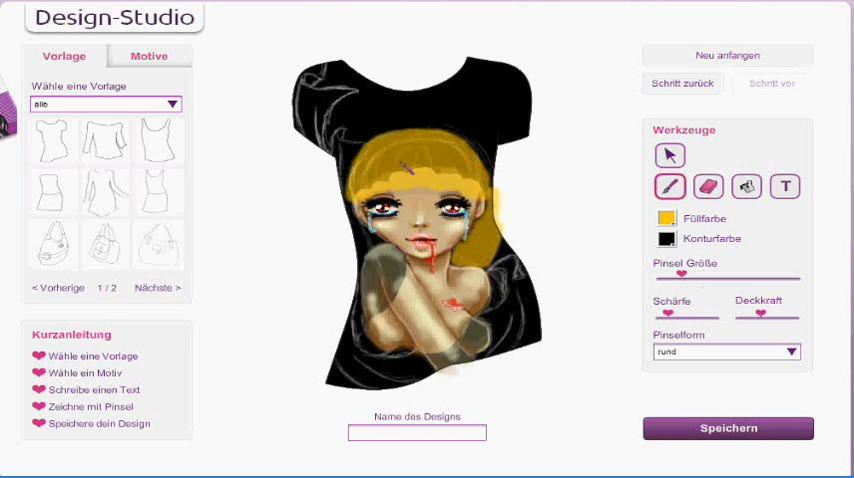 Design-Studio
Vorlage
Motive
Wähle eine Vorlage
alle
< Vorherige
1 / 2
Nächste >
Kurzanleitung
Wähle eine Vorlage
Wähle ein Motiv
Schreibe einen Text
Zeichne mit Pinsel
Speichere dein Design
Name des Designs
Neu anfangen
Schritt zurück
Schritt vor
Werkzeuge
T
Füllfarbe
Konturfarbe
Pinsel Größe
Schärfe
Deckkraft
Pinselform
rund
Speichern